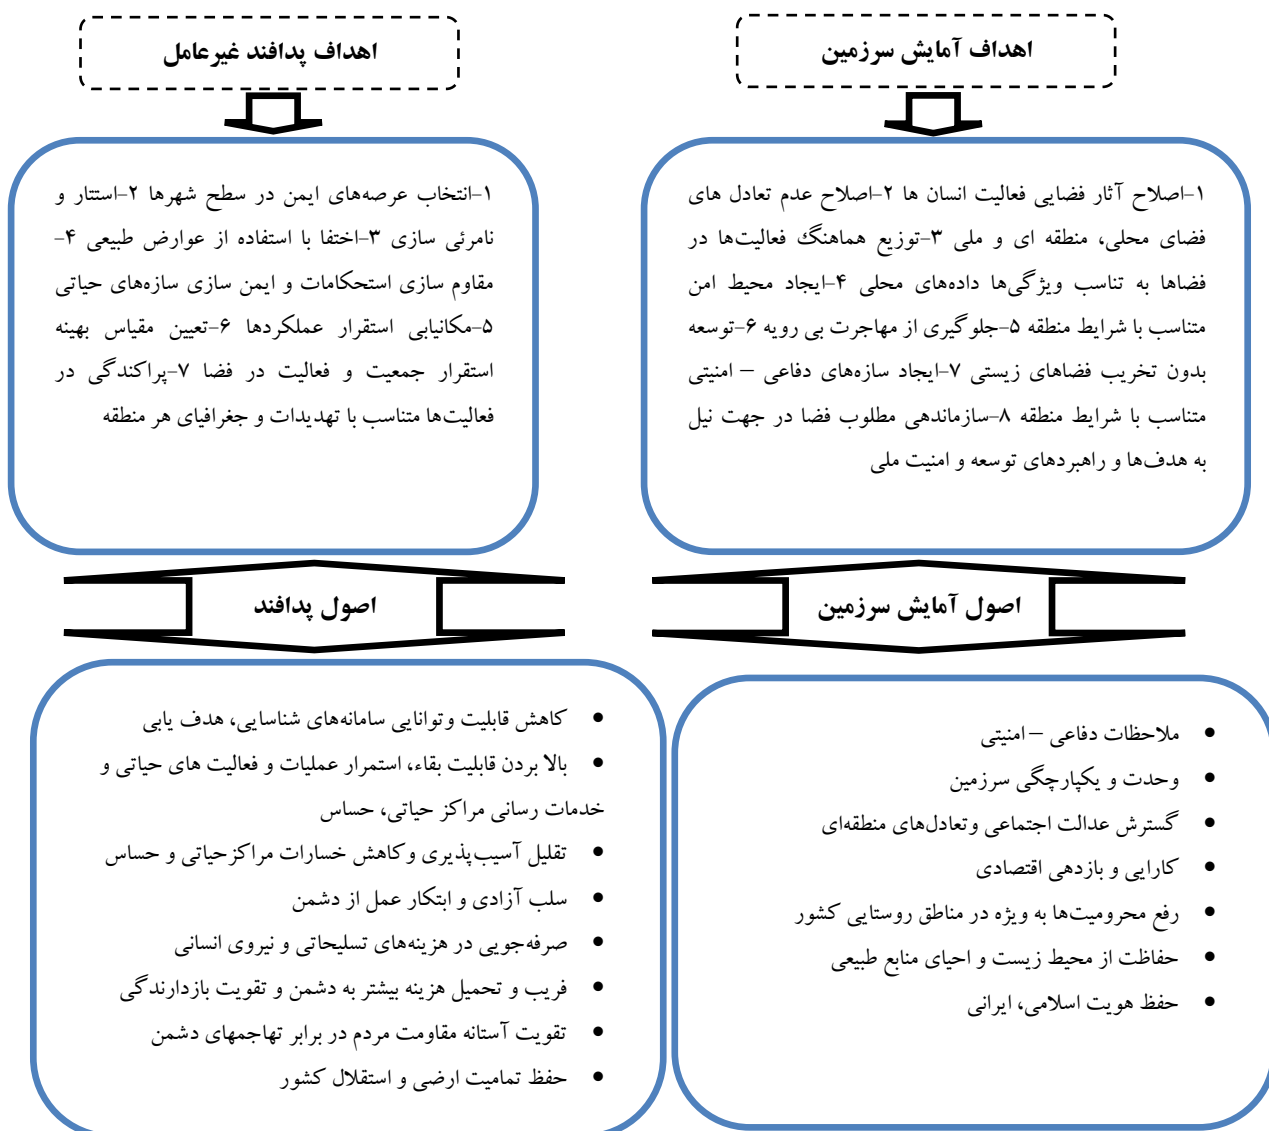 اهداف آمایش سرزمین
اهداف پدافند غیرعامل
۱-اصلاح آثار فضایی فعالیت انسان ها ۲-اصلاح عدم تعادل های
فضای محلی، منطقه ای و ملی ۳-توزیع هماهنگ فعالیت‌ها در
فضاها به تناسب ویژگی‌ها داده‌های محلی ۴-ایجاد محیط امن
متناسب با شرایط منطقه ۵-جلوگیری از مهاجرت بی رویه ۶-توسعه
بدون تخریب فضاهای زیستی ۷-ایجاد سازه‌های دفاعی – امنیتی
متناسب با شرایط منطقه ۸-سازماندهی مطلوب فضا در جهت نیل
به هدف‌ها و راهبردهای توسعه و امنیت ملی
۱-انتخاب عرصه‌های ایمن در سطح شهرها ۲-استتار و
نامرئی سازی ۳-اختفا با استفاده از عوارض طبیعی ۴-
مقاوم سازی استحکامات و ایمن سازی سازه‌های حیاتی
۵-مکانیابی استقرار عملکردها ۶-تعیین مقیاس بهینه
استقرار جمعیت و فعالیت در فضا ۷-پراکندگی در
فعالیت‌ها متناسب با تهدیدات و جغرافیای هر منطقه
اصول آمایش سرزمین
اصول پدافند
• ملاحظات دفاعی – امنیتی
• وحدت و یکپارچگی سرزمین
• گسترش عدالت اجتماعی وتعادل‌های منطقه‌ای
• کارایی و بازدهی اقتصادی
• رفع محرومیت‌ها به ویژه در مناطق روستایی کشور
• حفاظت از محیط زیست و احیای منابع طبیعی
• حفظ هویت اسلامی، ایرانی
• کاهش قابلیت وتوانایی سامانه‌های شناسایی، هدف یابی
• بالا بردن قابلیت بقاء، استمرار عملیات و فعالیت های حیاتی و
خدمات رسانی مراکز حیاتی، حساس
• تقلیل آسیب‌پذیری وکاهش خسارات مراکزحیاتی و حساس
• سلب آزادی و ابتکار عمل از دشمن
• صرفه‌جویی در هزینه‌های تسلیحاتی و نیروی انسانی
• فریب و تحمیل هزینه بیشتر به دشمن و تقویت بازدارندگی
• تقویت آستانه مقاومت مردم در برابر تهاجمهای دشمن
• حفظ تمامیت ارضی و استقلال کشور